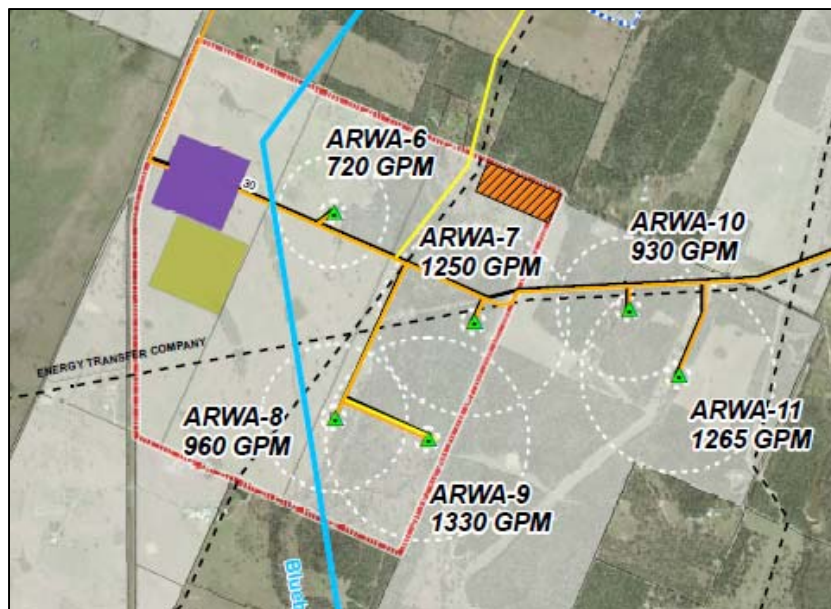 ARWA-6
720 GPM
30
ARWA-7
1250 GPM
ARWA-10
930 GPM
ENERGY TRANSFER COMPANY
ARWA-8
960 GPM
ARWA-9
1330 GPM
ARWA-11
1265 GPM